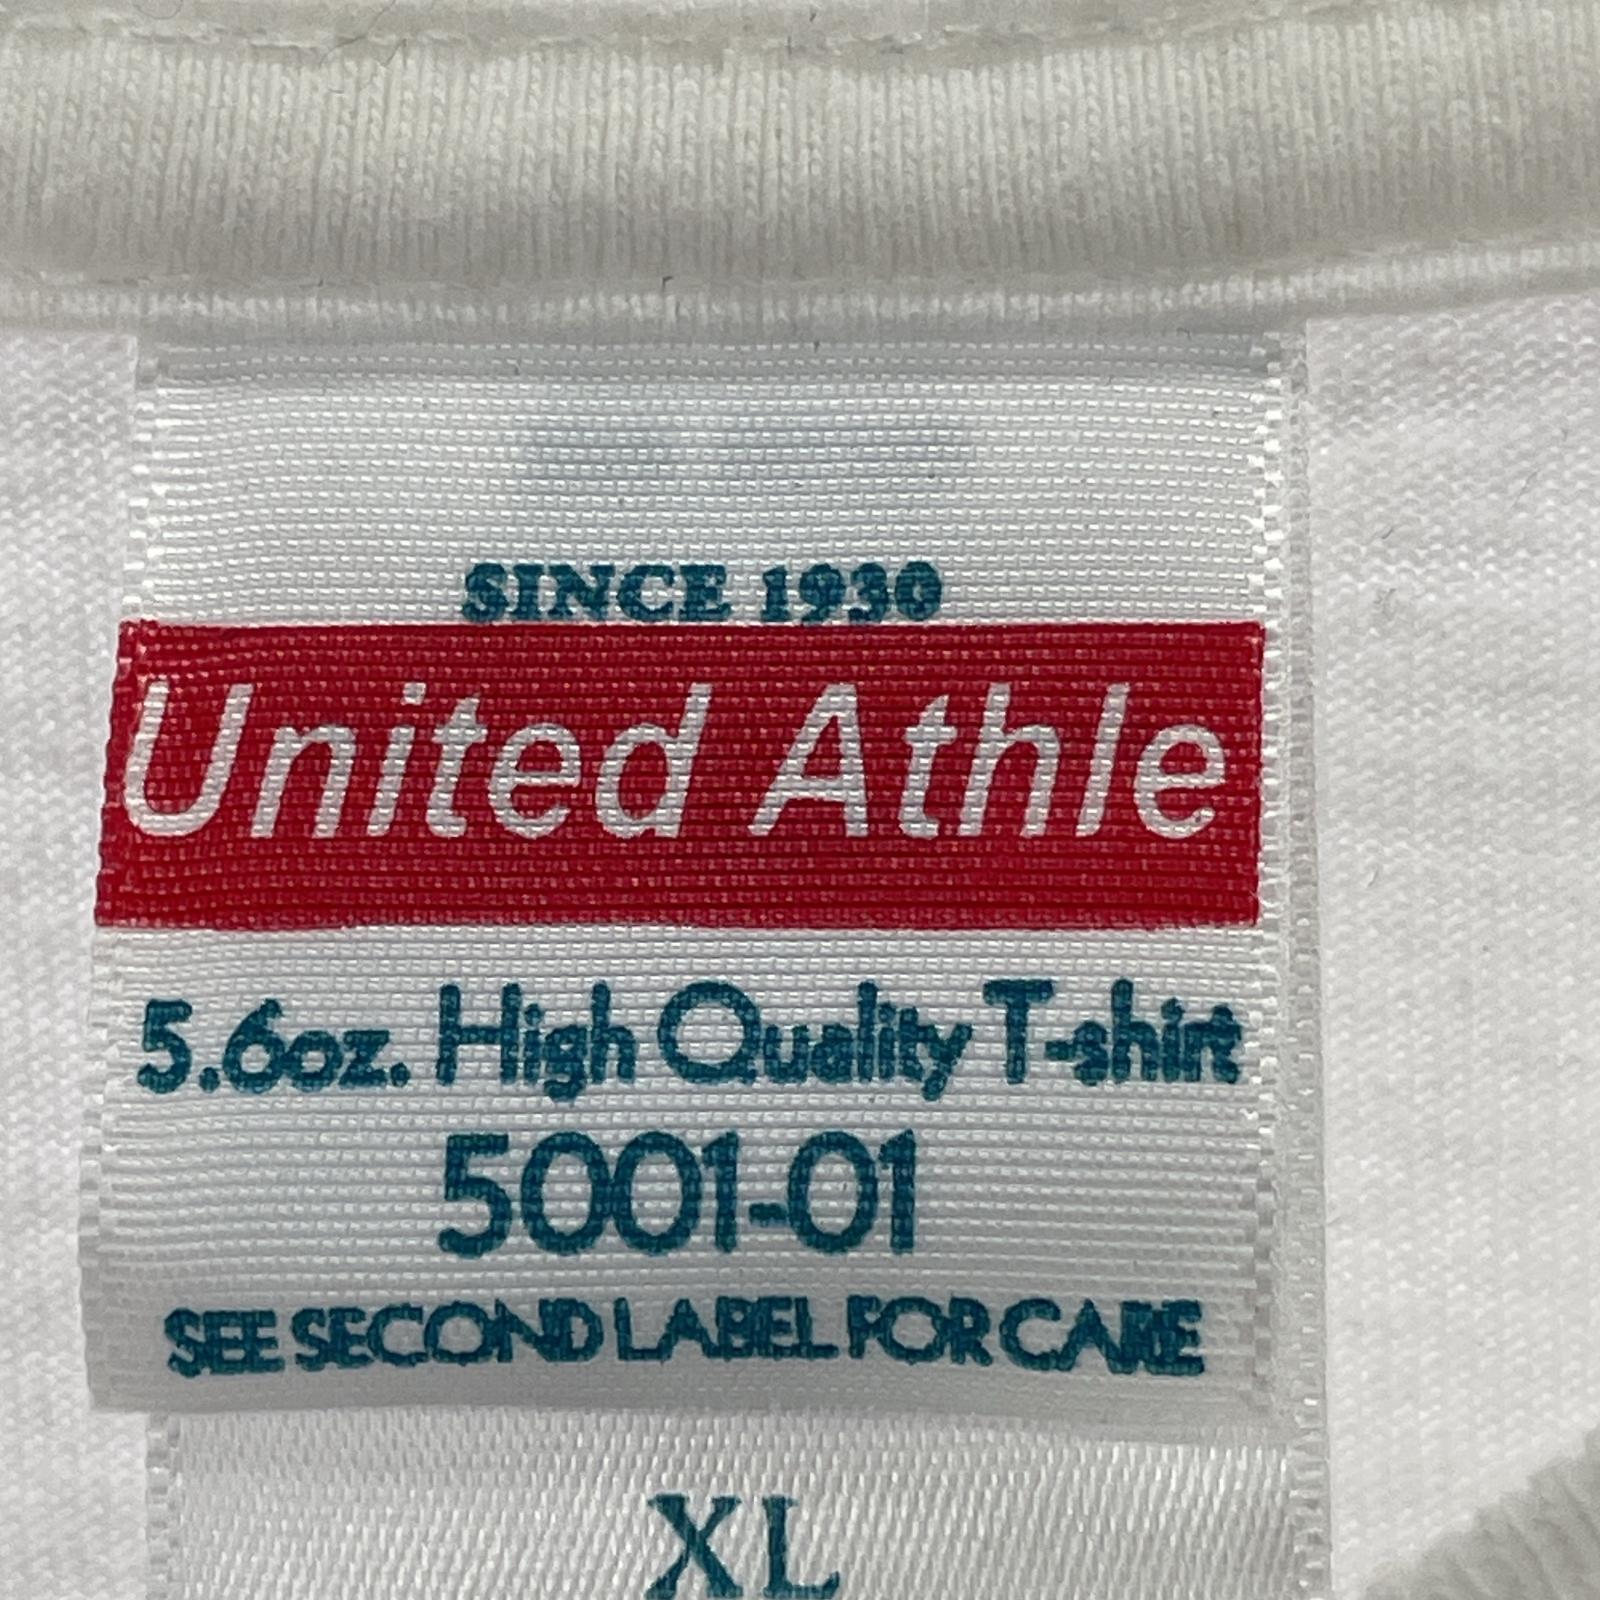 SINCE 1930
United Athle
5.6oz. High Quality T-shirt
5001-01
SEE SECOND LABEL FOR CARE
XL